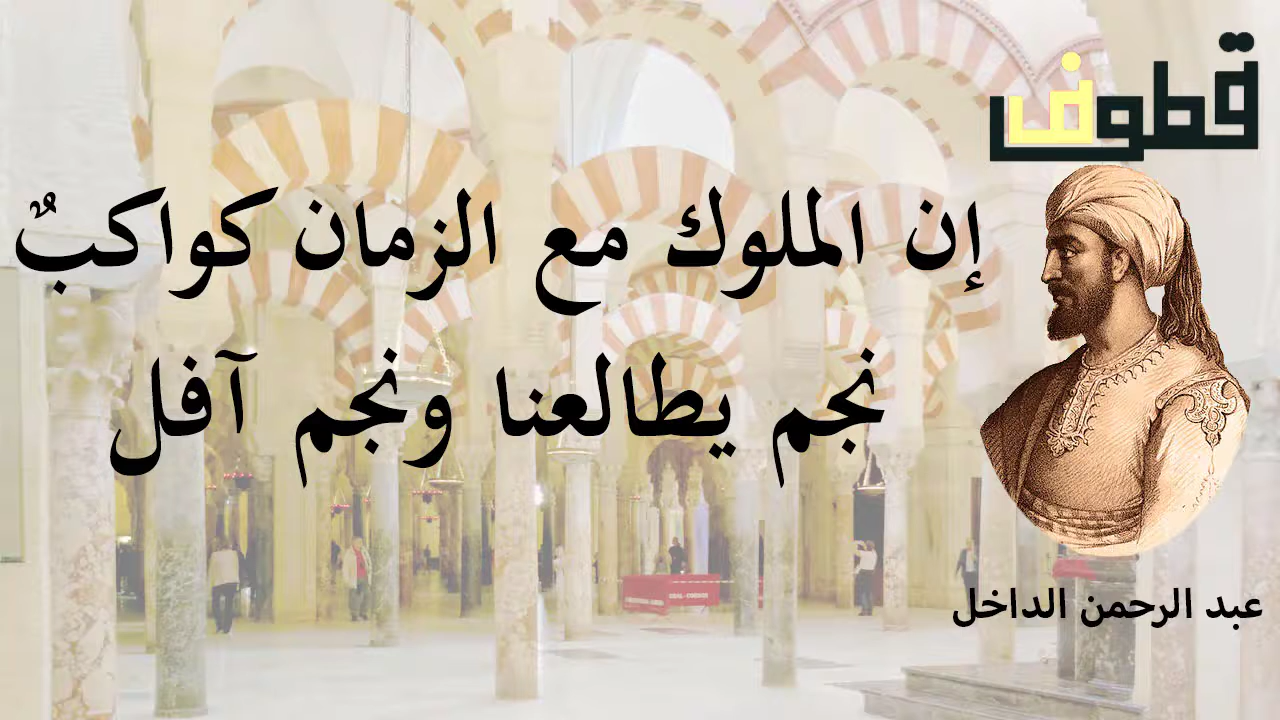 قطوف
إن الملوك مع الزمان كواكبٌ
نجم يطالعنا ونجم آفل
عبد الرحمن الداخل